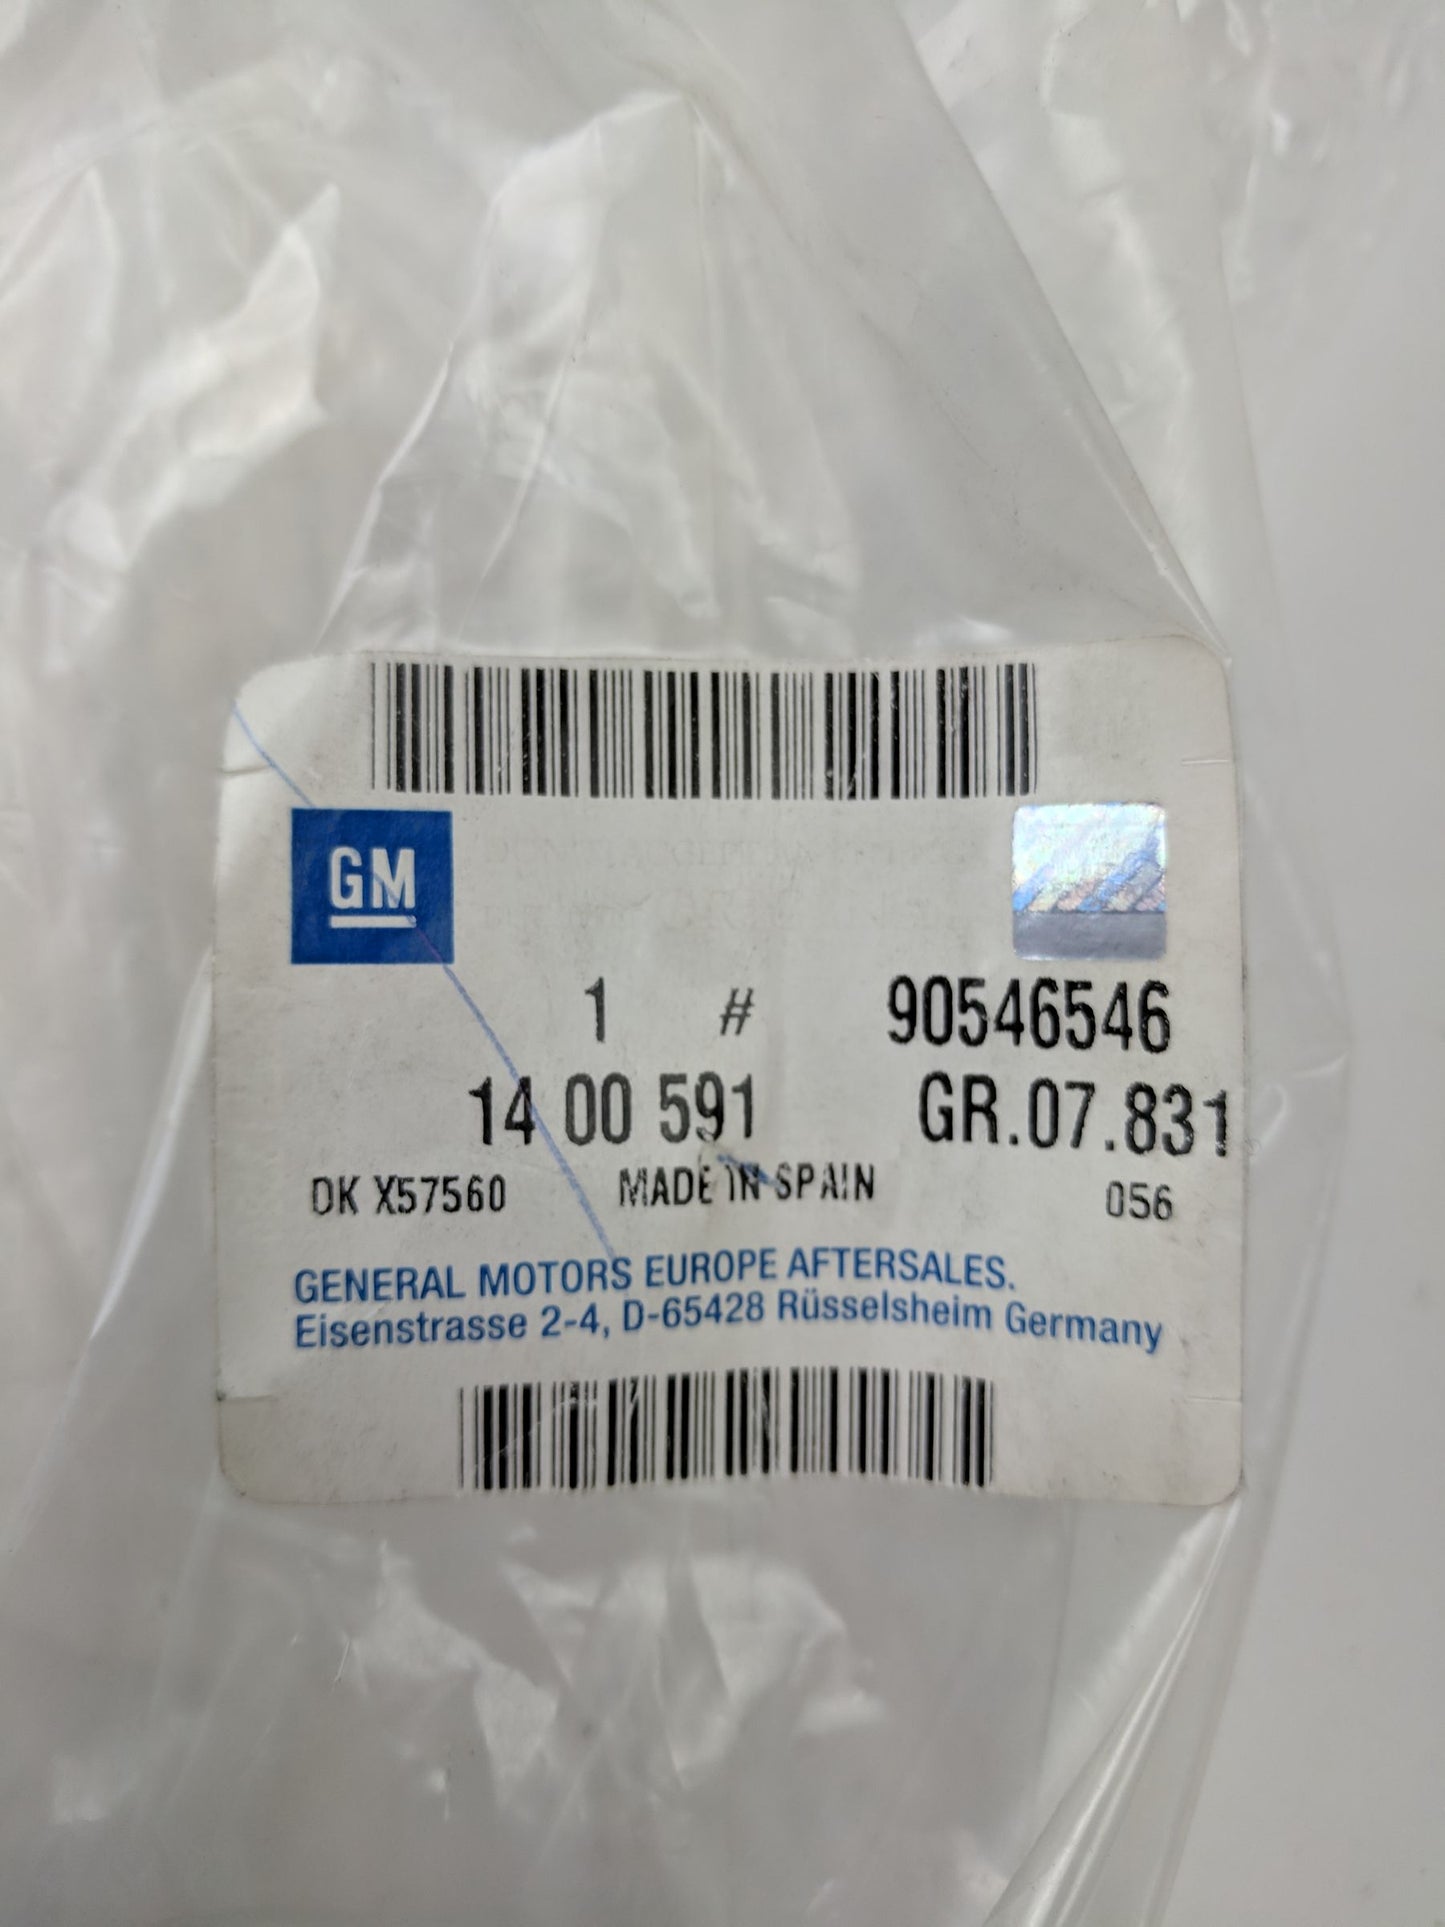 GM
1 # 90546546
14 00 591 GR.07.831
DK X57560 MADE IN SPAIN 056
GENERAL MOTORS EUROPE AFTERSALES.
Eisenstrasse 2-4, D-65428 Rüsselsheim Germany